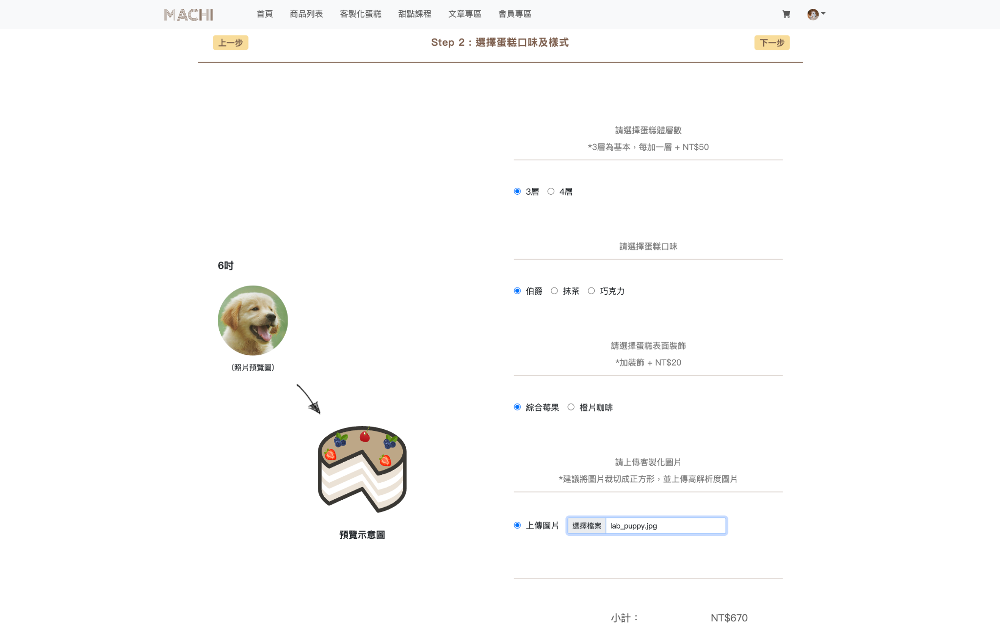 MACHI 首頁 商品列表 客製化蛋糕 甜點課程 文章專區 會員專區
上一步 Step 2：選擇蛋糕口味及樣式 下一步
請選擇蛋糕體層數
*3層為基本，每加一層 + NT$50
3層 4層
請選擇蛋糕口味
6吋
伯爵 抹茶 巧克力
請選擇蛋糕表面裝飾
*加裝飾 + NT$20
(照片預覽圖)
綜合莓果 橙片咖啡
請上傳客製化圖片
*建議將圖片裁切成正方形，並上傳高解析度圖片
上傳圖片 選擇檔案 lab_puppy.jpg
預覽示意圖
小計： NT$670